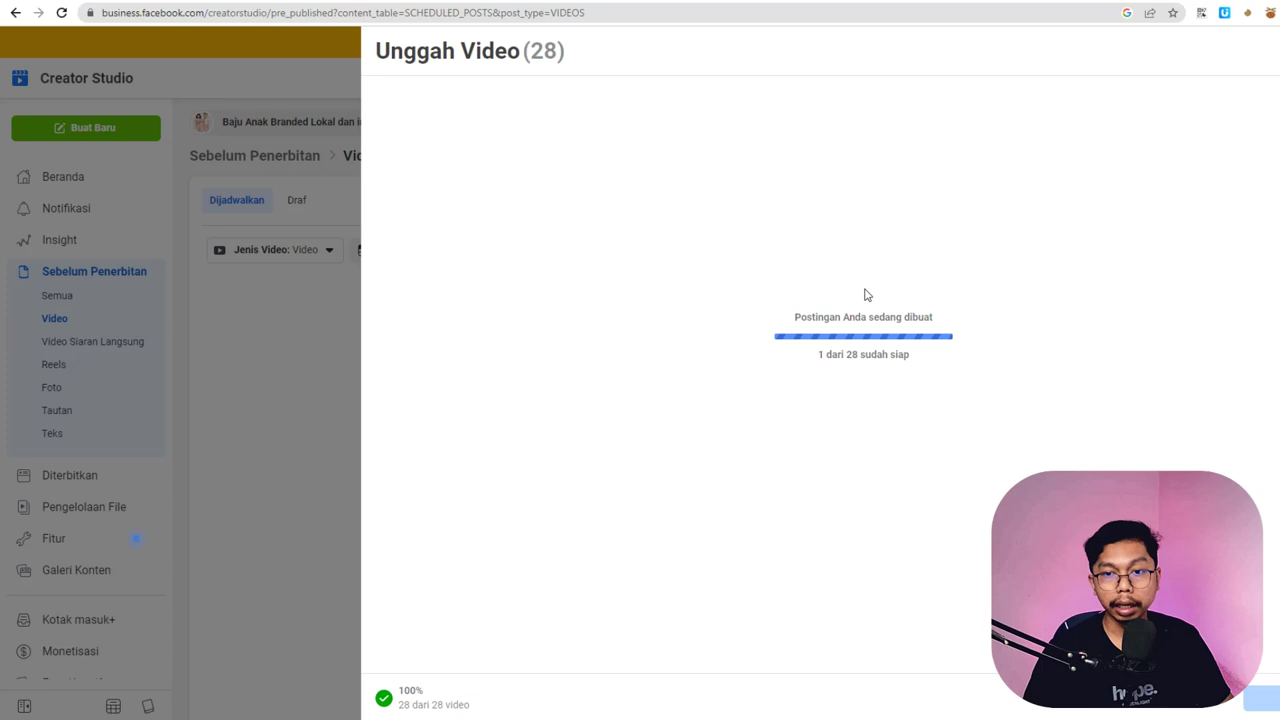 business.facebook.com/creatorstudio/pre_published?content_table=SCHEDULED_POSTS&post_type=VIDEOS
Unggah Video (28)
Creator Studio
Buat Baru
Baju Anak Branded Lokal dan i
Sebelum Penerbitan > Vi
Beranda
Notifikasi
Insight
Sebelum Penerbitan
Semua
Video
Video Siaran Langsung
Reels
Foto
Tautan
Teks
Diterbitkan
Pengelolaan File
Fitur
Galeri Konten
Kotak masuk+
Monetisasi
Dijadwalkan
Draf
Jenis Video: Video
Postingan Anda sedang dibuat
1 dari 28 sudah siap
100%
28 dari 28 video